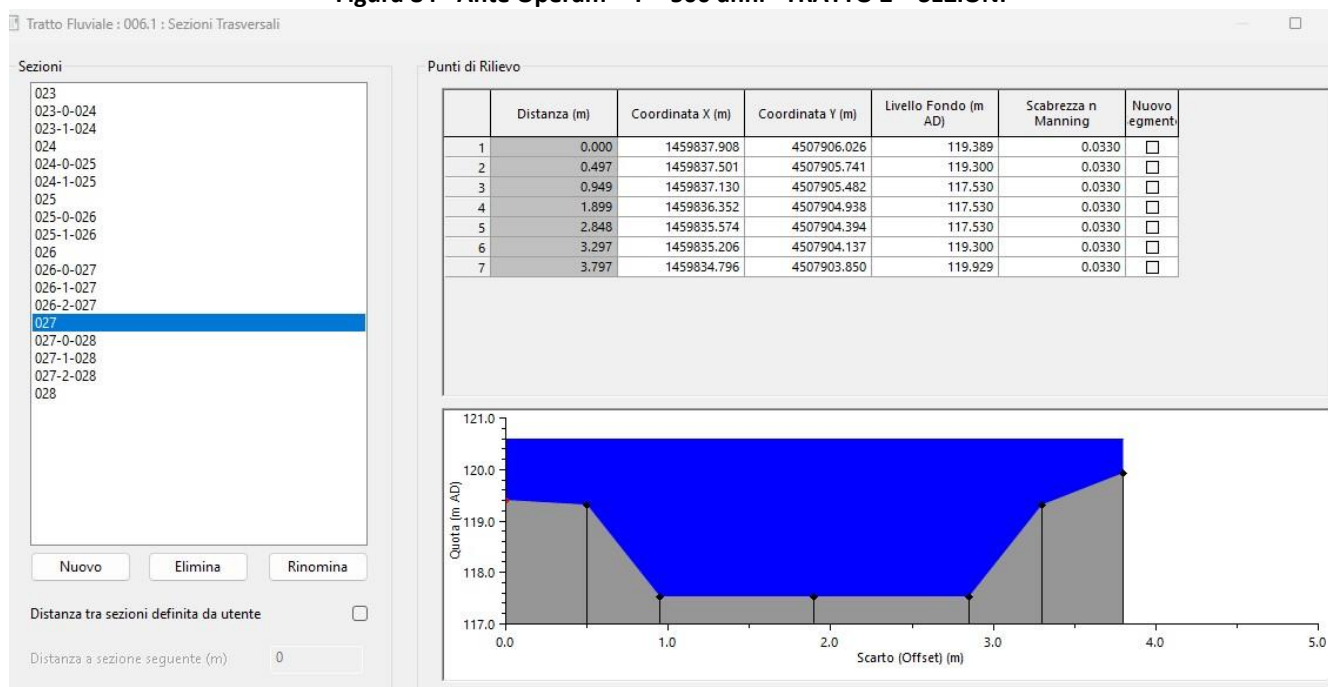 Tratto Fluviale : 006.1 : Sezioni Trasversali
Sezioni
023
023-0-024
023-1-024
024
024-0-025
024-1-025
025
025-0-026
025-1-026
026
026-0-027
026-1-027
026-2-027
027
027-0-028
027-1-028
027-2-028
028
Nuovo Elimina Rinomina
Distanza tra sezioni definita da utente
Distanza a sezione seguente (m) 0
Punti di Rilievo
Distanza (m) Coordinata X (m) Coordinata Y (m) Livello Fondo (m AD) Scabrezza n Manning Nuovo egment
1 0.000 1459837.908 4507906.026 119.389 0.0330
2 0.497 1459837.501 4507905.741 119.300 0.0330
3 0.949 1459837.130 4507905.482 117.530 0.0330
4 1.899 1459836.352 4507904.938 117.530 0.0330
5 2.848 1459835.574 4507904.394 117.530 0.0330
6 3.297 1459835.206 4507904.137 119.300 0.0330
7 3.797 1459834.796 4507903.850 119.929 0.0330
Quota (m AD)
121.0
120.0
119.0
118.0
117.0
0.0 1.0 2.0 3.0 4.0 5.0
Scarto (Offset) (m)